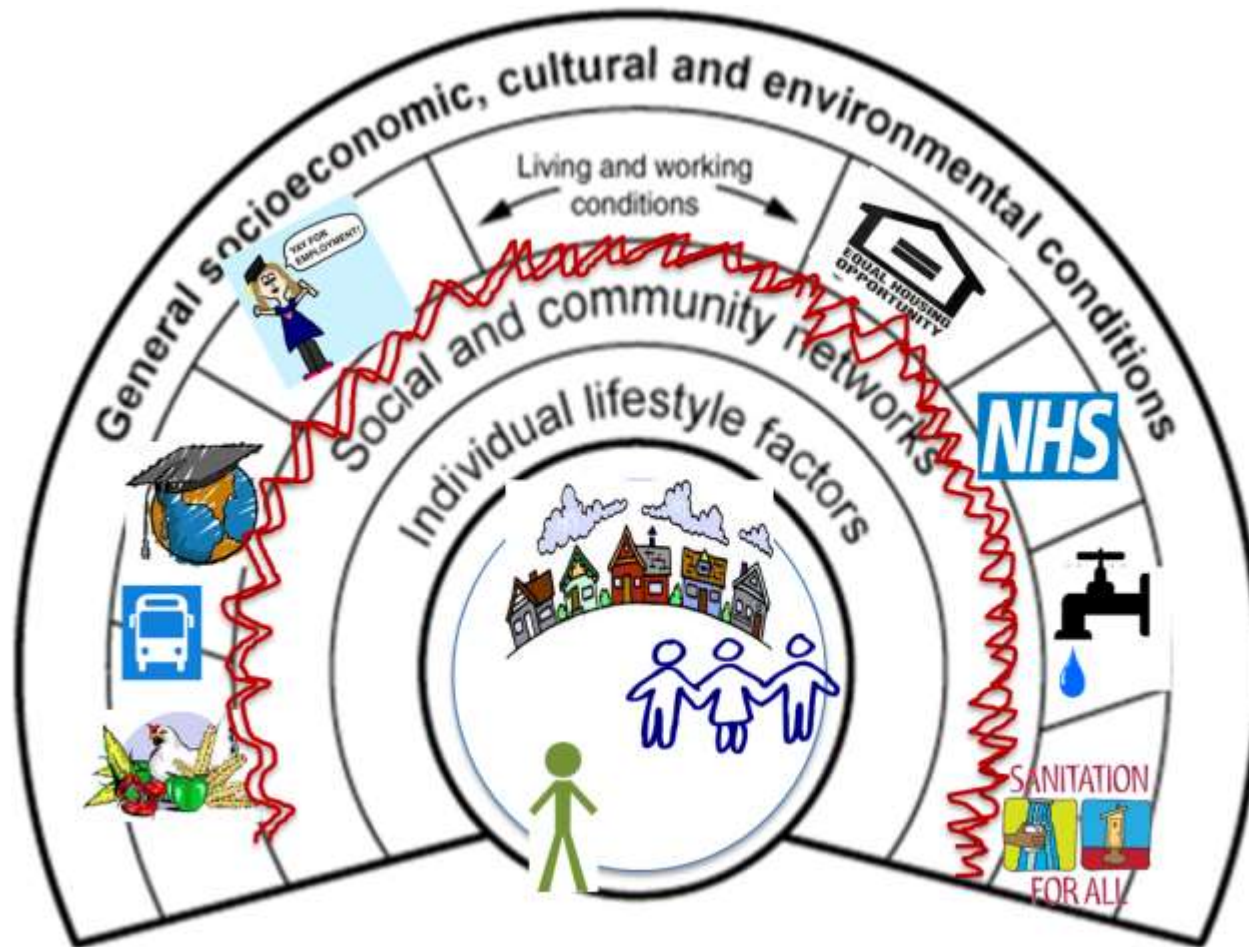 General socioeconomic, cultural and environmental conditions
Living and working
conditions
YAY FOR
EMPLOYMENT!
EQUAL HOUSING
OPPORTUNITY
Social and community networks
Individual lifestyle factors
NHS
SANITATION
FOR ALL